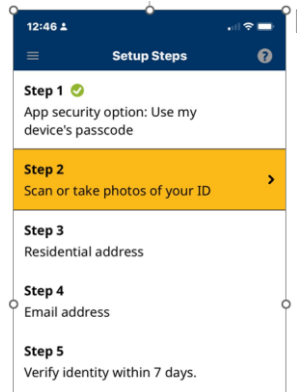 12:46
Setup Steps
?
Step 1
App security option: Use my
device's passcode
Step 2
Scan or take photos of your ID
Step 3
Residential address
Step 4
Email address
Step 5
Verify identity within 7 days.